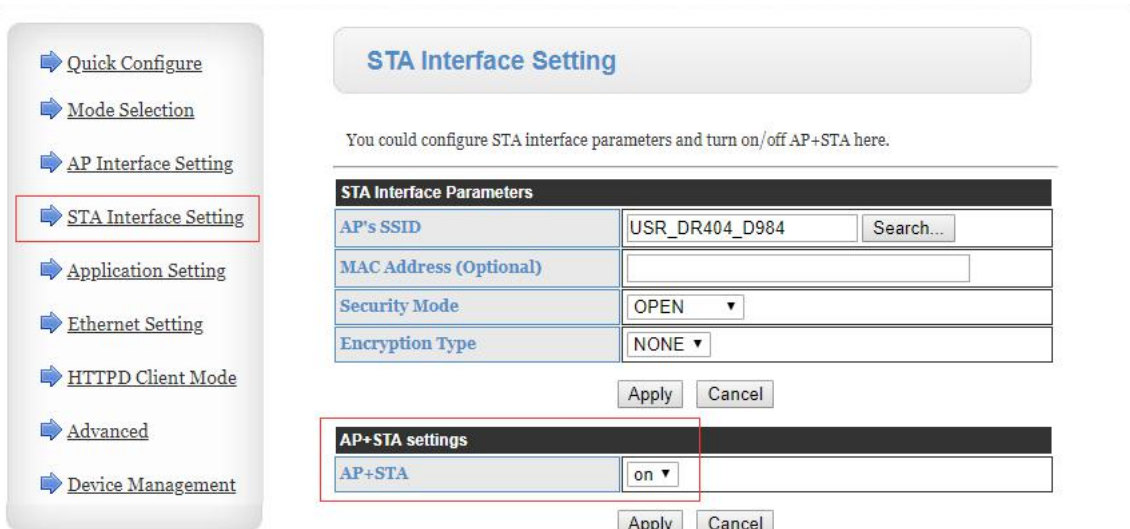 Quick Configure
Mode Selection
AP Interface Setting
STA Interface Setting
Application Setting
Ethernet Setting
HTTPD Client Mode
Advanced
Device Management
STA Interface Setting
You could configure STA interface parameters and turn on/off AP+STA here.
STA Interface Parameters
AP's SSID USR_DR404_D984 Search...
MAC Address (Optional)
Security Mode OPEN
Encryption Type NONE
Apply Cancel
AP+STA settings
AP+STA on
Apply Cancel